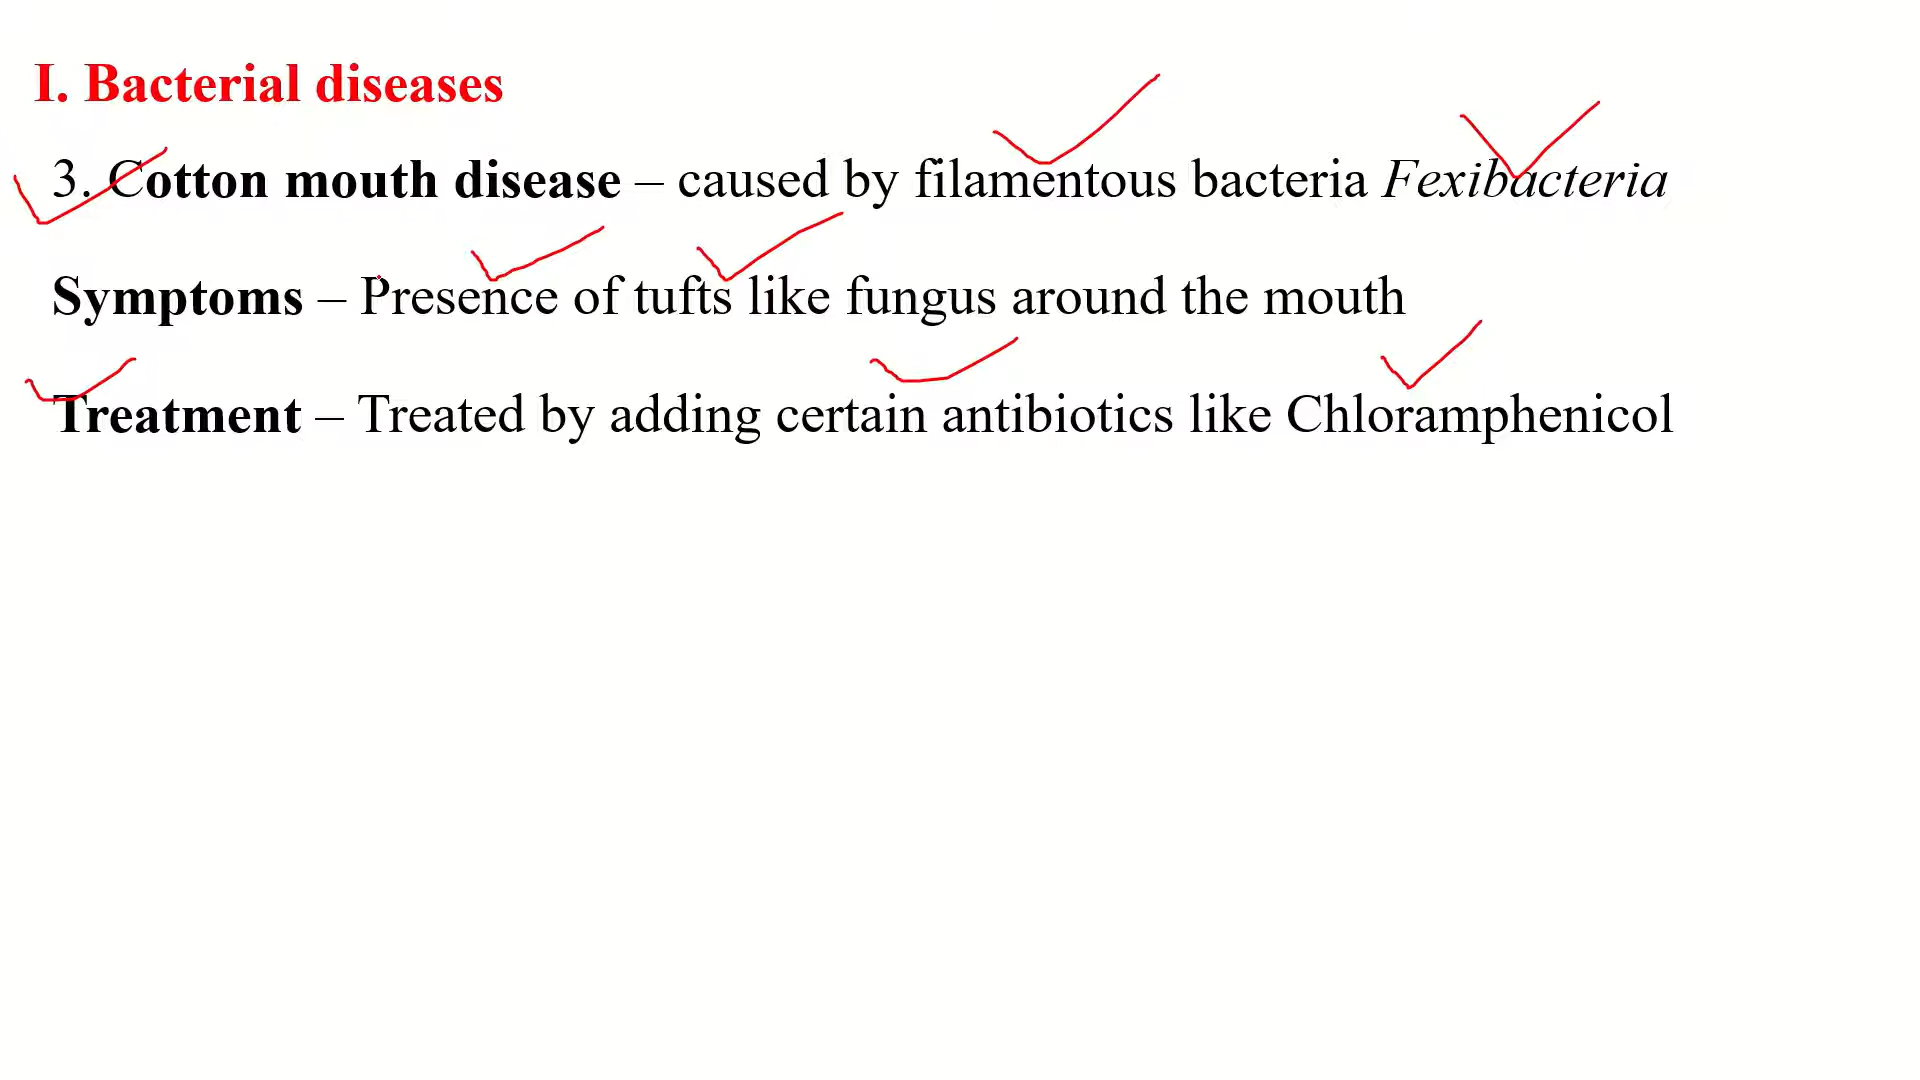 I. Bacterial diseases
3. Cotton mouth disease – caused by filamentous bacteria Fexibacteria
Symptoms – Presence of tufts like fungus around the mouth
Treatment – Treated by adding certain antibiotics like Chloramphenicol